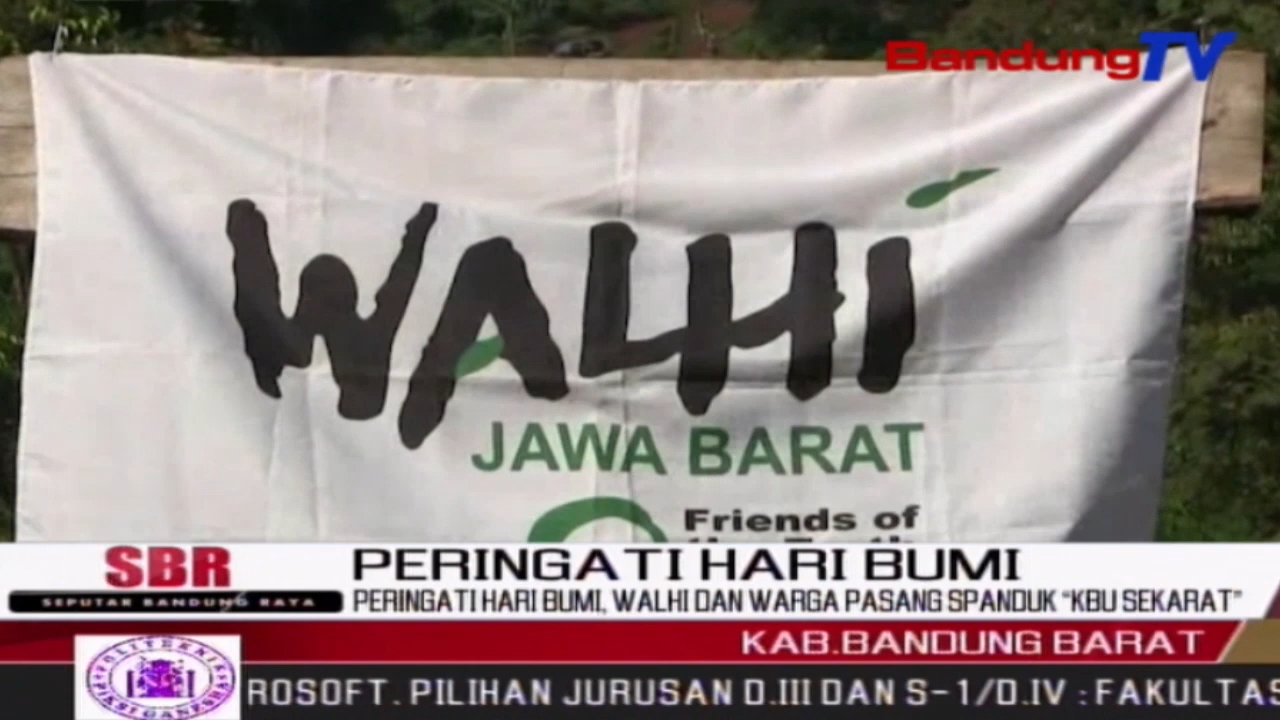 BandungTV
WALHI
JAWA BARAT
Friends of
SBR
SEPUTAR BANDUNG RAYA
PERINGATI HARI BUMI
PERINGATI HARI BUMI, WALHI DAN WARGA PASANG SPANDUK “KBU SEKARAT”
KAB.BANDUNG BARAT
ROSOFT. PILIHAN JURUSAN D.III DAN S-1/D.IV : FAKULTAS